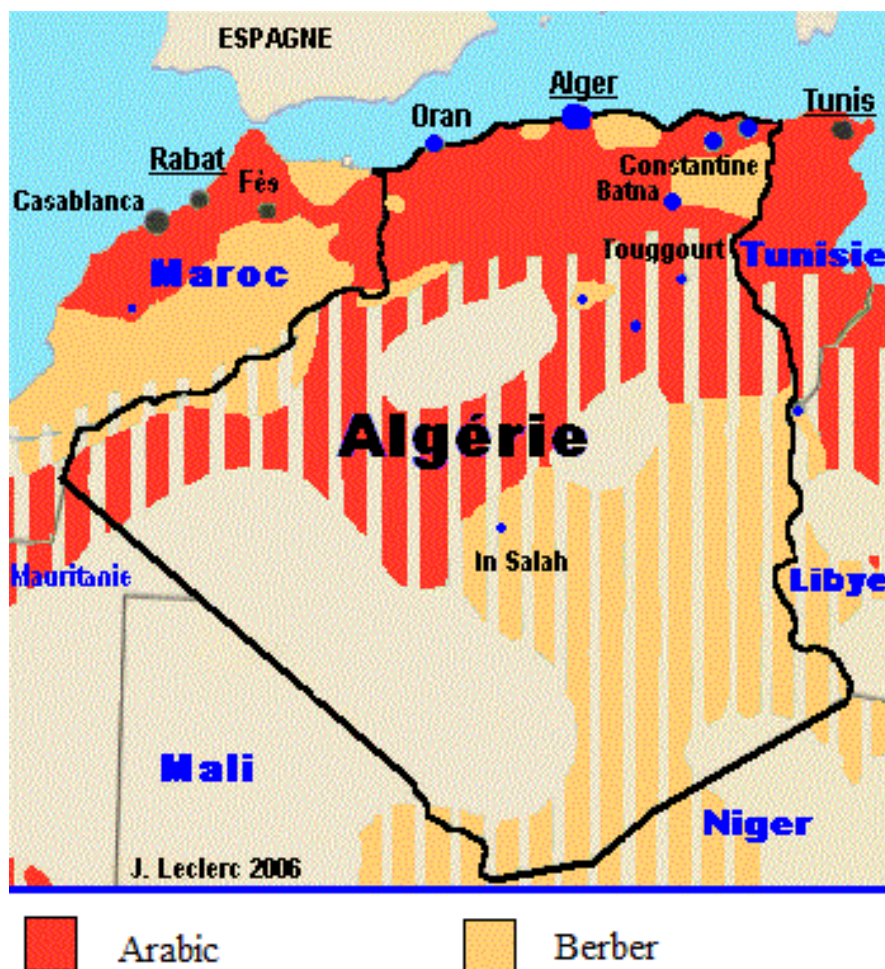 ESPAGNE
Alger
Oran
Tunis
Rabat
Constantine
Fès
Casablanca
Batna
Touggourt
Tunisie
Maroc
Algérie
In Salah
Mauritanie
Libye
Mali
Niger
J. Leclerc 2006
Arabic
Berber